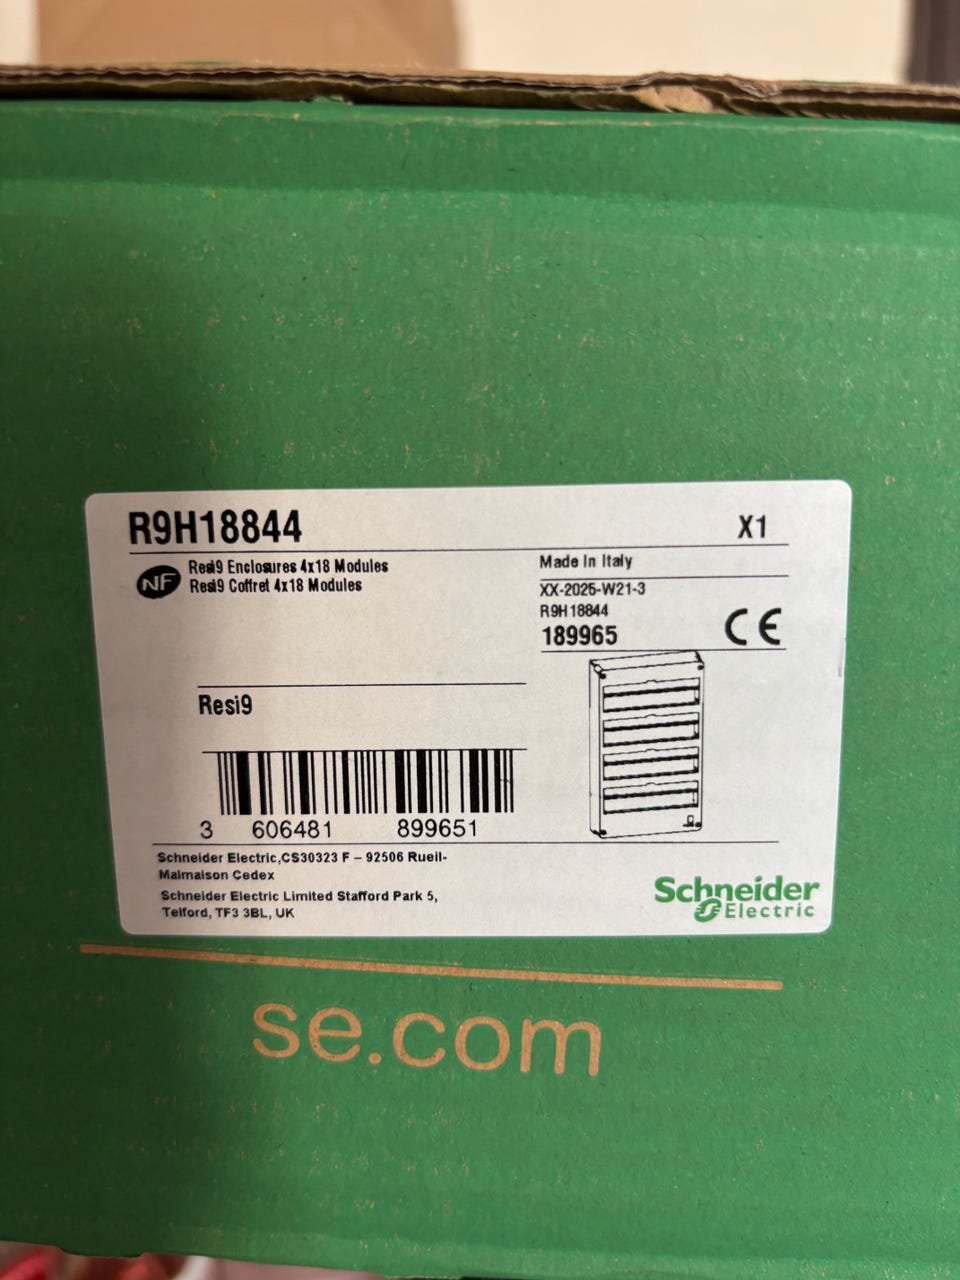 R9H18844
X1
NF
Resi9 Enclosures 4x18 Modules
Resi9 Coffret 4x18 Modules
Made In Italy
XX-2025-W21-3
R9H18844
189965
CE
Resi9
3 606481 899651
Schneider Electric,CS30323 F - 92506 Rueil-
Malmaison Cedex
Schneider Electric Limited Stafford Park 5,
Telford, TF3 3BL, UK
Schneider
Electric
se.com